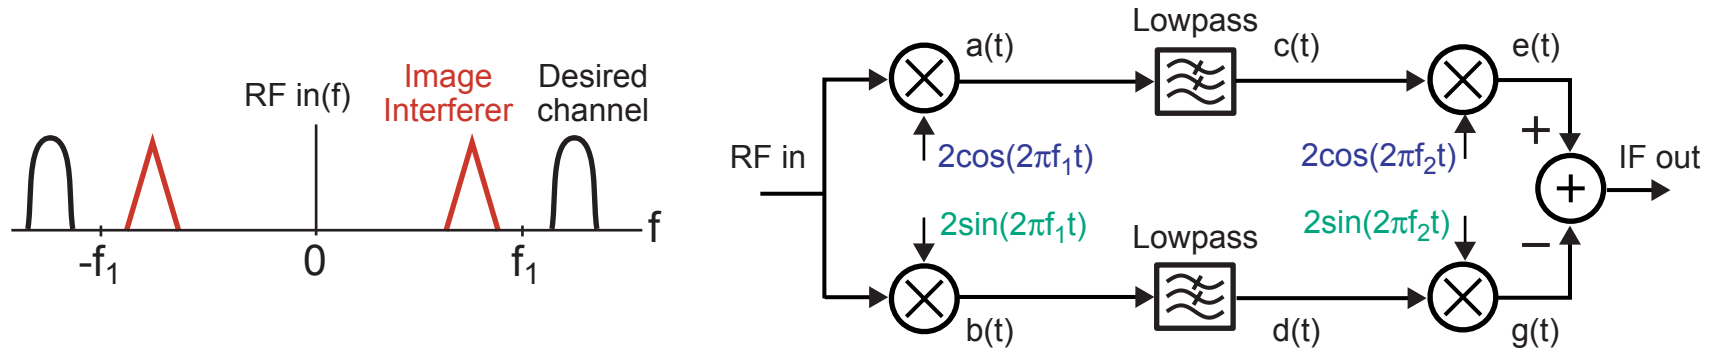 RF in(f)
Image
Interferer
Desired
channel
-f1
0
f1
f
RF in
a(t)
Lowpass
c(t)
e(t)
2cos(2πf1t)
2cos(2πf2t)
+
+
IF out
2sin(2πf1t)
2sin(2πf2t)
−
Lowpass
b(t)
d(t)
g(t)